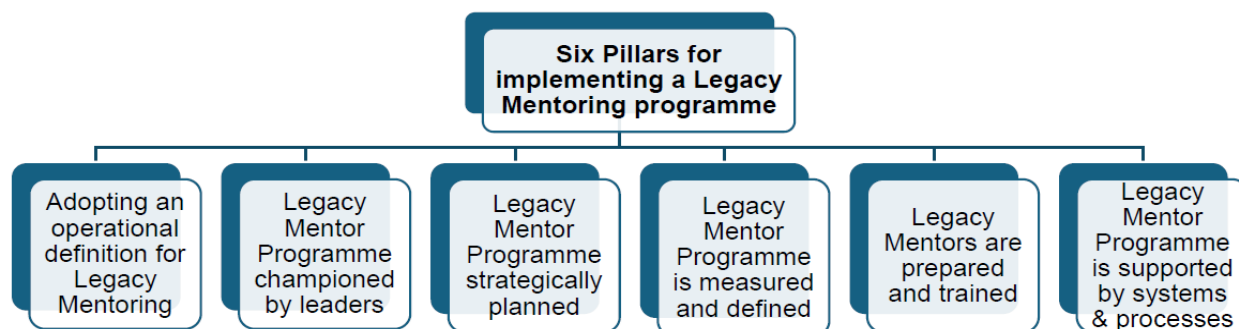 Six Pillars for
implementing a Legacy
Mentoring programme
Adopting an
operational
definition for
Legacy
Mentoring
Legacy
Mentor
Programme
championed
by leaders
Legacy
Mentor
Programme
strategically
planned
Legacy
Mentor
Programme
is measured
and defined
Legacy
Mentors are
prepared
and trained
Legacy
Mentor
Programme
is supported
by systems
& processes